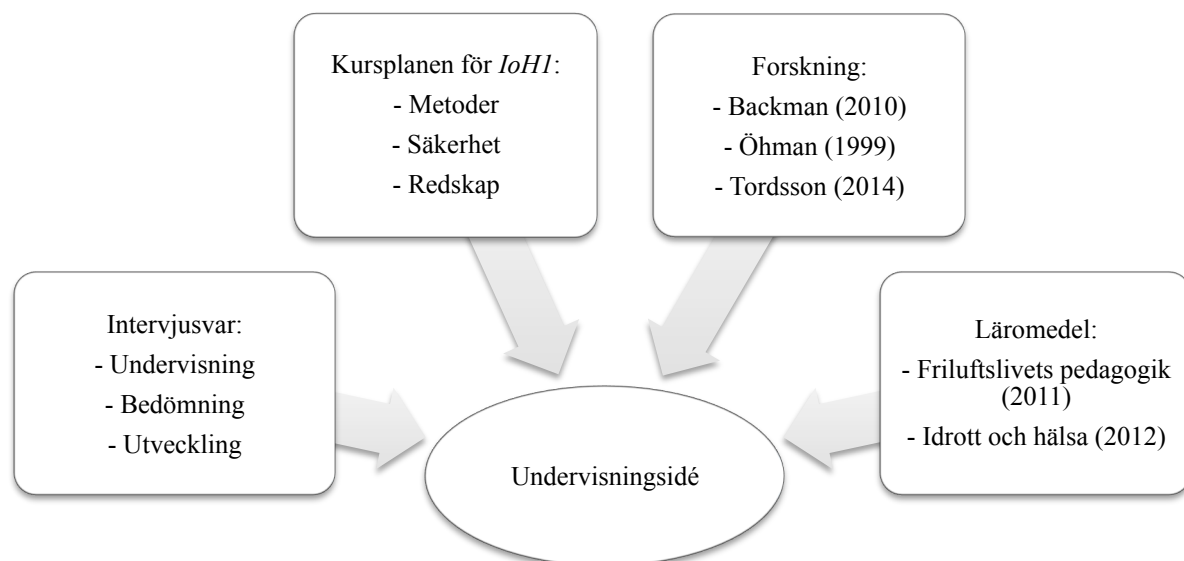 Kursplanen för IoH1:
- Metoder
- Säkerhet
- Redskap
Forskning:
- Backman (2010)
- Öhman (1999)
- Tordsson (2014)
Intervjusvar:
- Undervisning
- Bedömning
- Utveckling
Läromedel:
- Friluftslivets pedagogik
(2011)
- Idrott och hälsa (2012)
Undervisningsidé